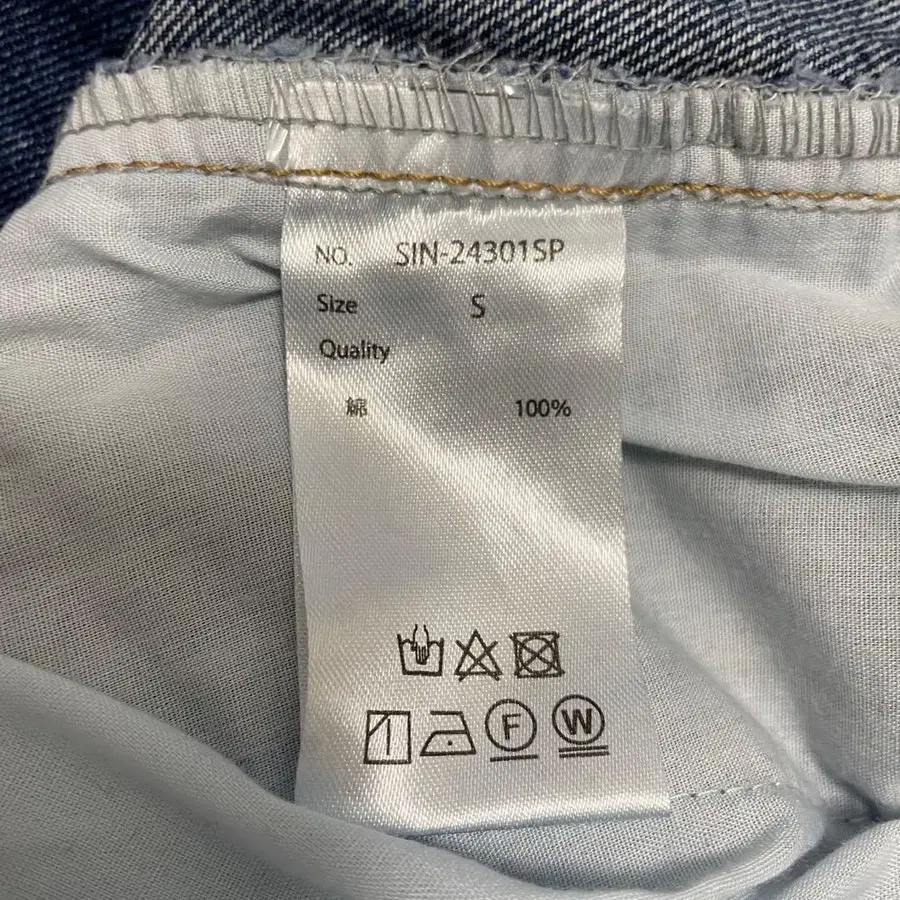 NO. SIN-24301SP
Size S
Quality
綿 100%
F W